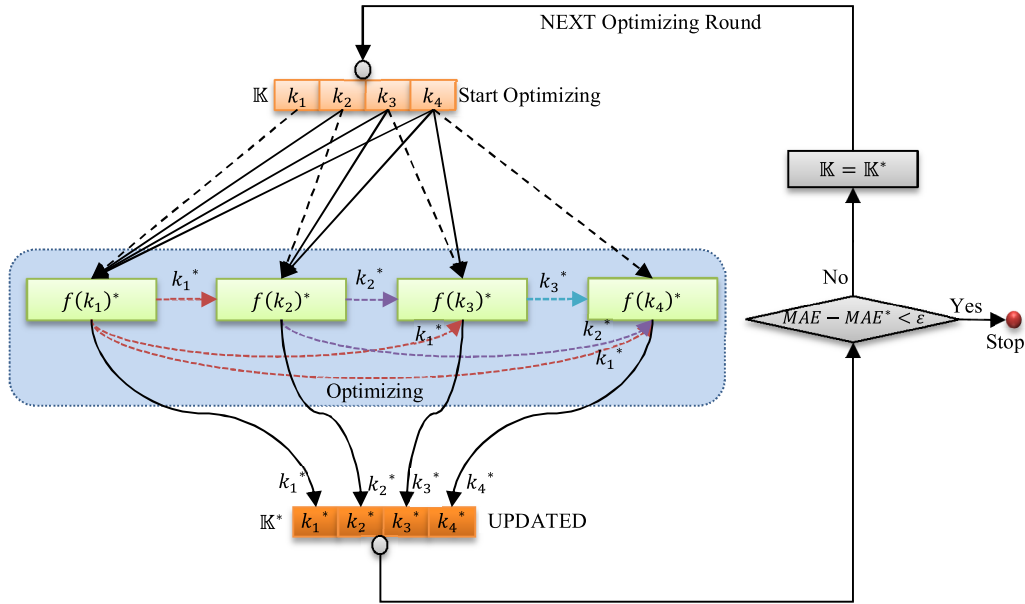 NEXT Optimizing Round
𝕂 k₁ k₂ k₃ k₄ Start Optimizing
𝕂 = 𝕂*
f(k₁)* k₁* f(k₂)* k₂* f(k₃)* k₃* f(k₄)*
k₁* k₂*
k₁*
Optimizing
No
MAE − MAE* < ε Yes
Stop
k₁* k₂* k₃* k₄*
𝕂* k₁* k₂* k₃* k₄* UPDATED